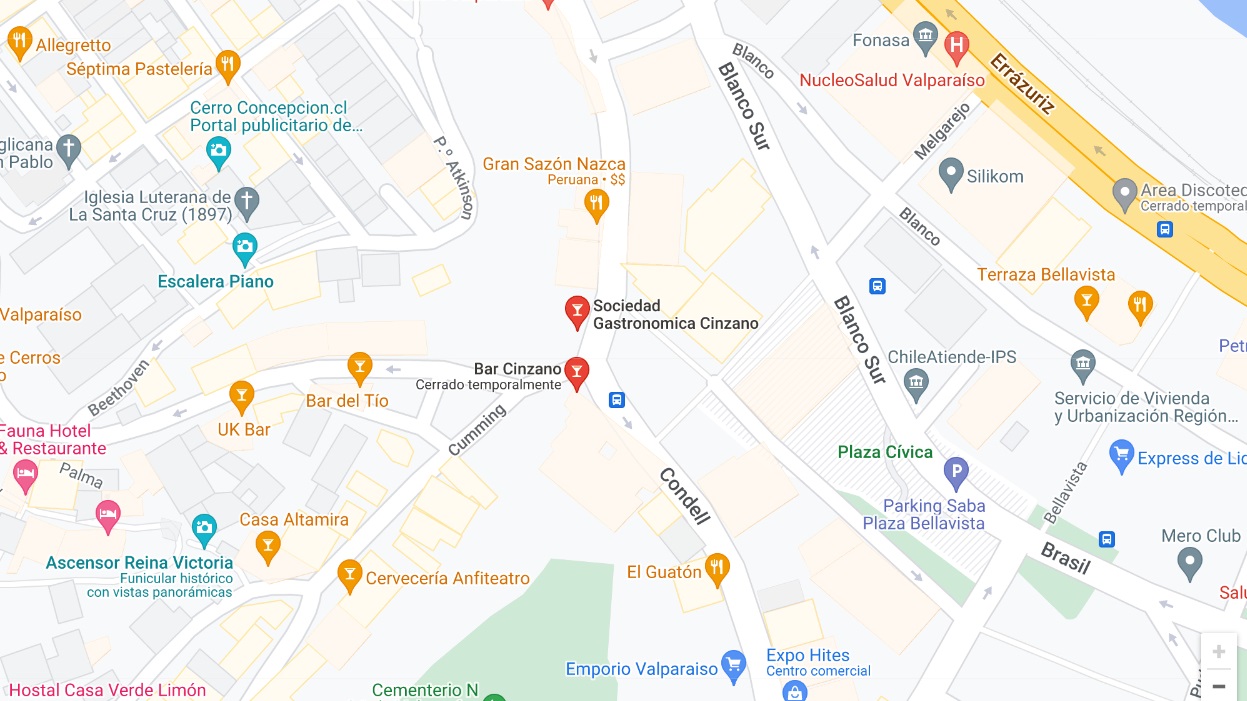 Allegretto
Séptima Pastelería
Cerro Concepcion.cl
Portal publicitario de...
glicana
n Pablo
Iglesia Luterana de
La Santa Cruz (1897)
Escalera Piano
P.º Atkinson
Gran Sazón Nazca
Peruana • $$
Blanco
Blanco Sur
Fonasa
NucleoSalud Valparaíso
Errázuriz
Melgarejo
Silikom
Area Discotec
Cerrado temporal
Blanco
Terraza Bellavista
Valparaíso
e Cerros
o
Beethoven
Sociedad
Gastronomica Cinzano
Bar Cinzano
Cerrado temporalmente
Blanco Sur
ChileAtiende-IPS
Petr
Servicio de Vivienda
y Urbanización Región...
Bar del Tío
UK Bar
Cumming
Fauna Hotel
& Restaurante
Palma
Plaza Cívica
Express de Lid
Condell
Parking Saba
Plaza Bellavista
Bellavista
Brasil
Mero Club
Casa Altamira
Ascensor Reina Victoria
Funicular histórico
con vistas panorámicas
Cervecería Anfiteatro
El Guatón
Salu
Emporio Valparaiso
Expo Hites
Centro comercial
Hostal Casa Verde Limón
Cementerio N
H
P